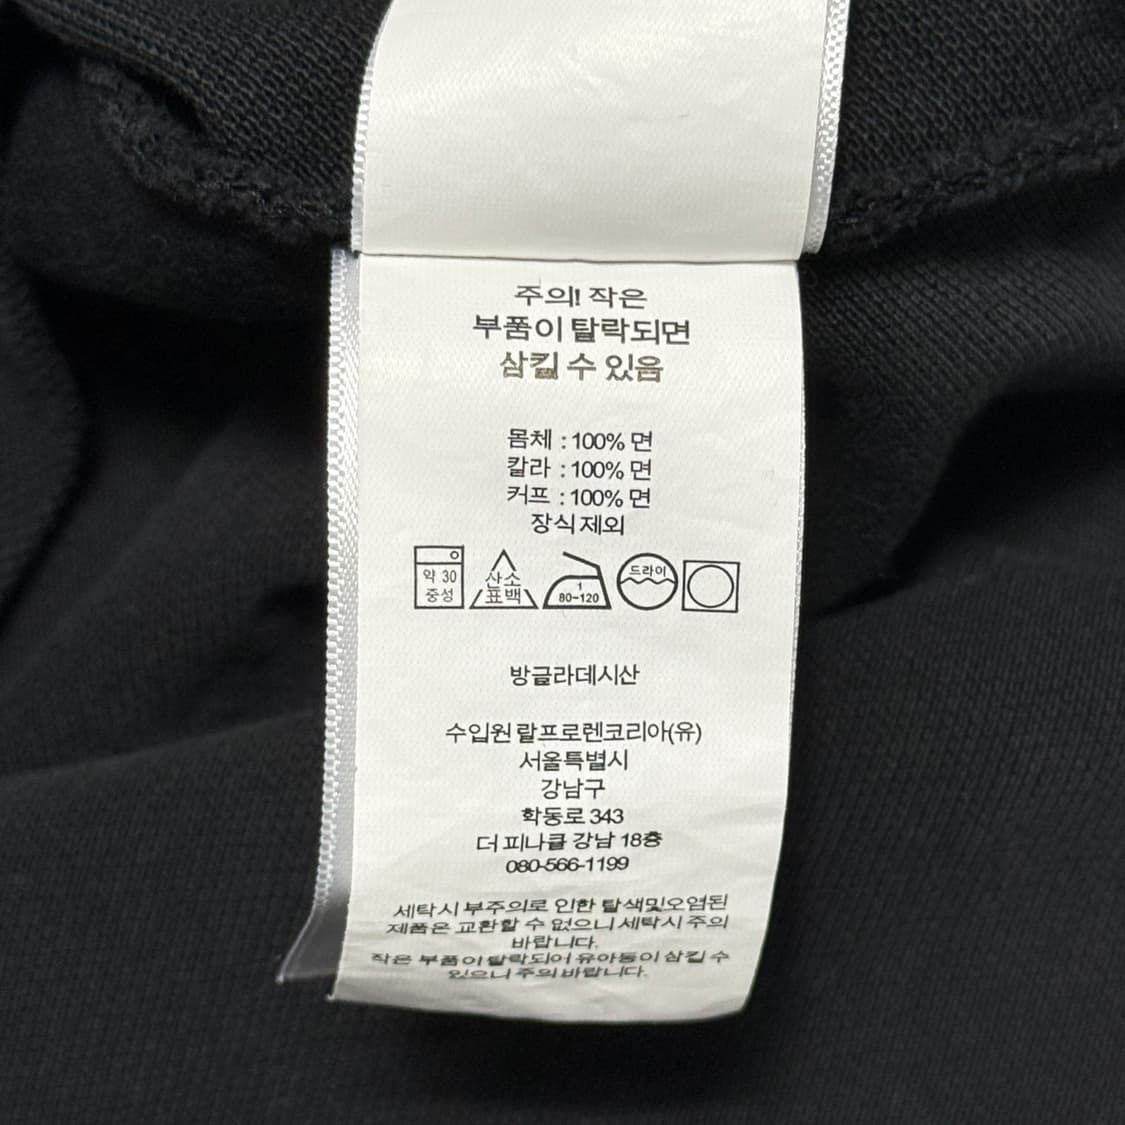 주의! 작은
부품이 탈락되면
삼킬 수 있음
몸체 : 100% 면
칼라 : 100% 면
커프 : 100% 면
장식 제외
약 30
중성
산소
표백
1
80~120
드라이
방글라데시산
수입원 랄프로렌코리아(유)
서울특별시
강남구
학동로 343
더 피나클 강남 18층
080-566-1199
세탁시 부주의로 인한 탈색및오염된
제품은 교환할 수 없으니 세탁시 주의
바랍니다.
작은 부품이 탈락되어 유아동이 삼킬 수
있으니 주의 바랍니다.